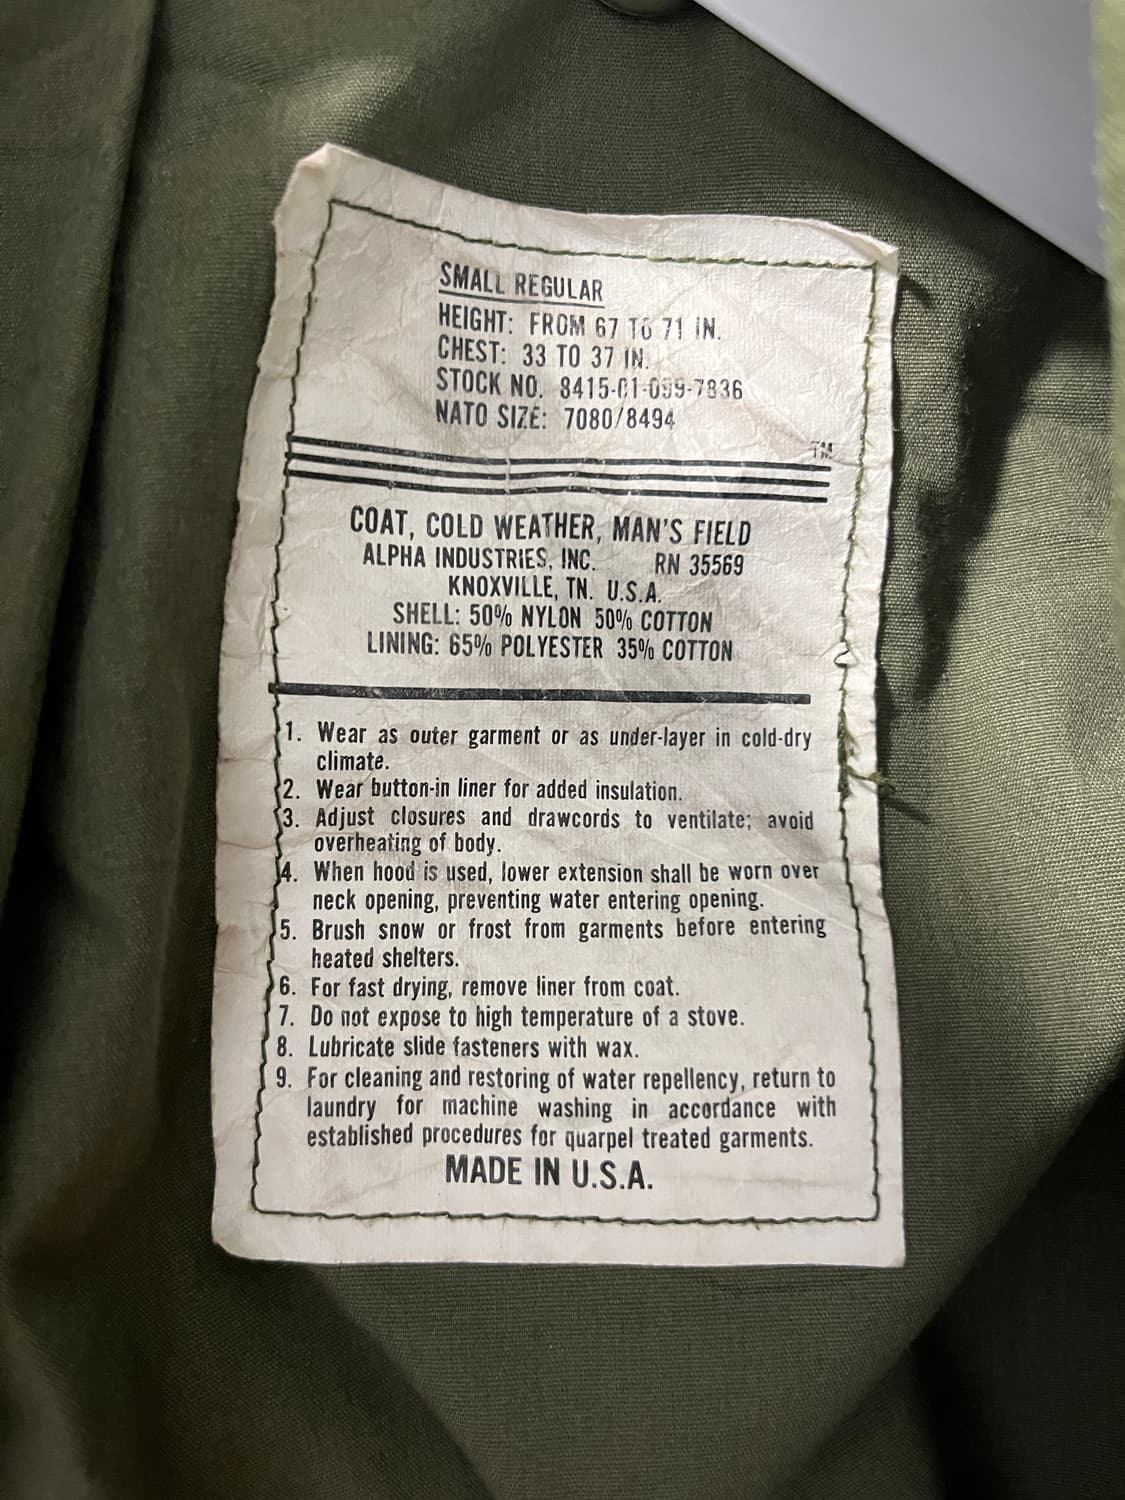 SMALL REGULAR
HEIGHT: FROM 67 TO 71 IN.
CHEST: 33 TO 37 IN.
STOCK NO. 8415-01-099-7836
NATO SIZE: 7080/8494
TM
COAT, COLD WEATHER, MAN'S FIELD
ALPHA INDUSTRIES, INC. RN 35569
KNOXVILLE, TN. U.S.A.
SHELL: 50% NYLON 50% COTTON
LINING: 65% POLYESTER 35% COTTON
1. Wear as outer garment or as under-layer in cold-dry
climate.
2. Wear button-in liner for added insulation.
3. Adjust closures and drawcords to ventilate; avoid
overheating of body.
4. When hood is used, lower extension shall be worn over
neck opening, preventing water entering opening.
5. Brush snow or frost from garments before entering
heated shelters.
6. For fast drying, remove liner from coat.
7. Do not expose to high temperature of a stove.
8. Lubricate slide fasteners with wax.
9. For cleaning and restoring of water repellency, return to
laundry for machine washing in accordance with
established procedures for quarpel treated garments.
MADE IN U.S.A.